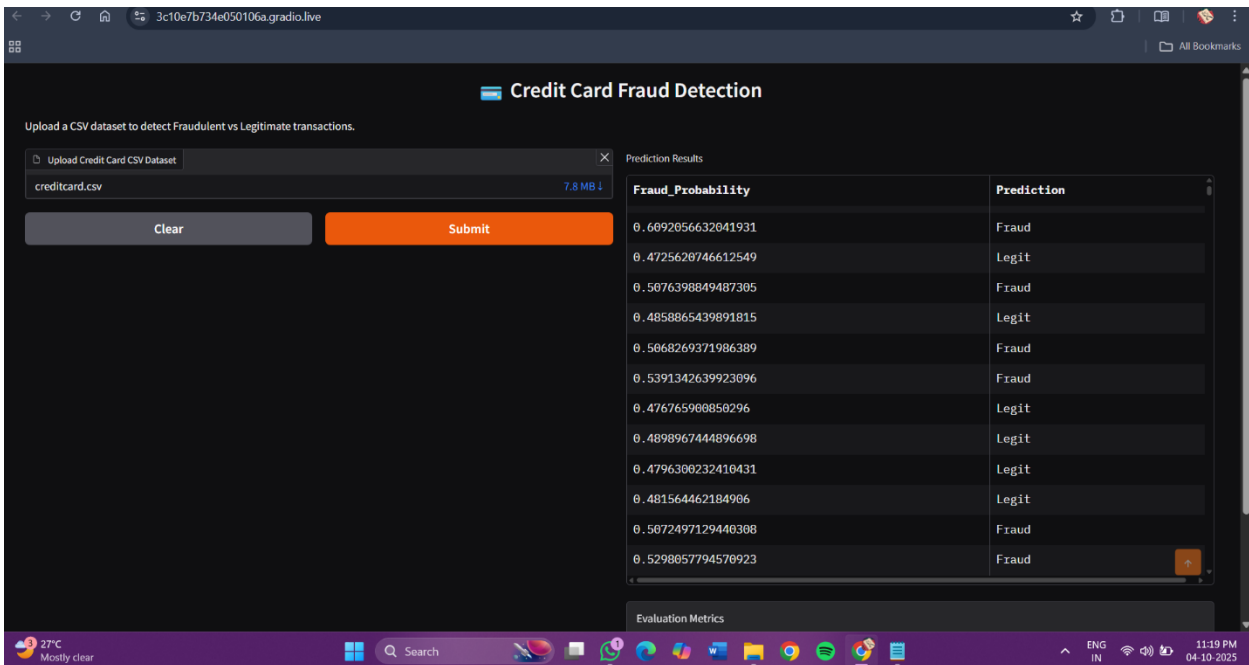 3c10e7b734e050106a.gradio.live
All Bookmarks
Credit Card Fraud Detection
Upload a CSV dataset to detect Fraudulent vs Legitimate transactions.
Upload Credit Card CSV Dataset
creditcard.csv 7.8 MB ↓
Clear Submit
Prediction Results
Fraud_Probability Prediction
0.6092056632041931 Fraud
0.4725620746612549 Legit
0.5076398849487305 Fraud
0.4858865439891815 Legit
0.5068269371986389 Fraud
0.5391342639923096 Fraud
0.476765900850296 Legit
0.4898967444896698 Legit
0.4796300232410431 Legit
0.481564462184906 Legit
0.5072497129440308 Fraud
0.5298057794570923 Fraud
Evaluation Metrics
3 27°C
Mostly clear
Search
1
ENG
IN
11:19 PM
04-10-2025